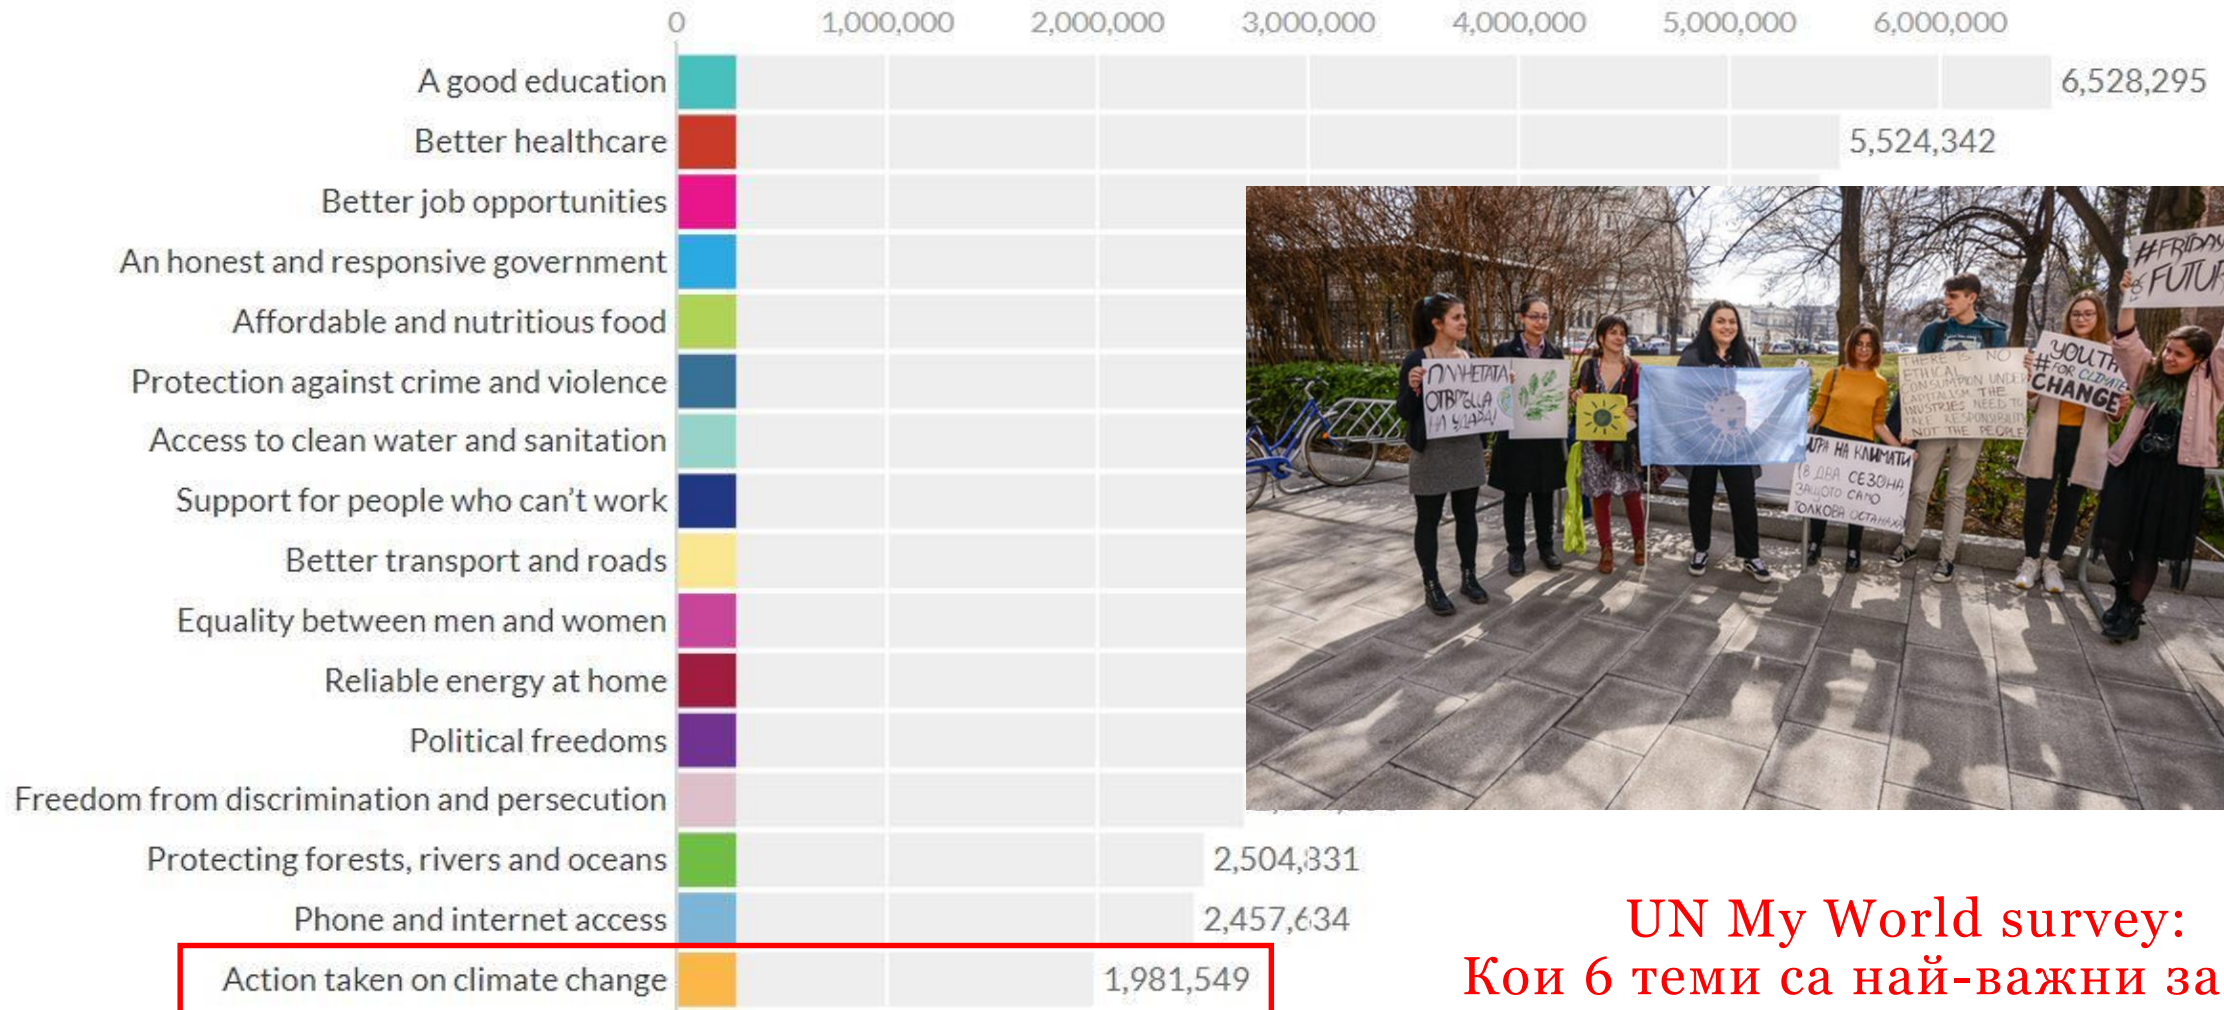 0 1,000,000 2,000,000 3,000,000 4,000,000 5,000,000 6,000,000
A good education 6,528,295
Better healthcare 5,524,342
Better job opportunities
An honest and responsive government
Affordable and nutritious food
Protection against crime and violence
Access to clean water and sanitation
Support for people who can't work
Better transport and roads
Equality between men and women
Reliable energy at home
Political freedoms
Freedom from discrimination and persecution
Protecting forests, rivers and oceans 2,504,331
Phone and internet access 2,457,634
Action taken on climate change 1,981,549
#FRIDAYS
FUTUR
ПЛАНЕТАТА
ОТВРЪЩА
НА УДАРА!
THERE IS NO
ETHICAL
CONSUMPTION UNDER
CAPITALISM THE
INDUSTRIES NEED TO
TAKE RESPONSIBILITY
NOT THE PEOPLE
YOUTH
#FOR CLIMATE
CHANGE
НА КЛИМАТИ
В ДВА СЕЗОНА,
ЗАЩОТО САМО
ТОЛКОВА ОСТАНАХА
UN My World survey:
Кои 6 теми са най-важни за